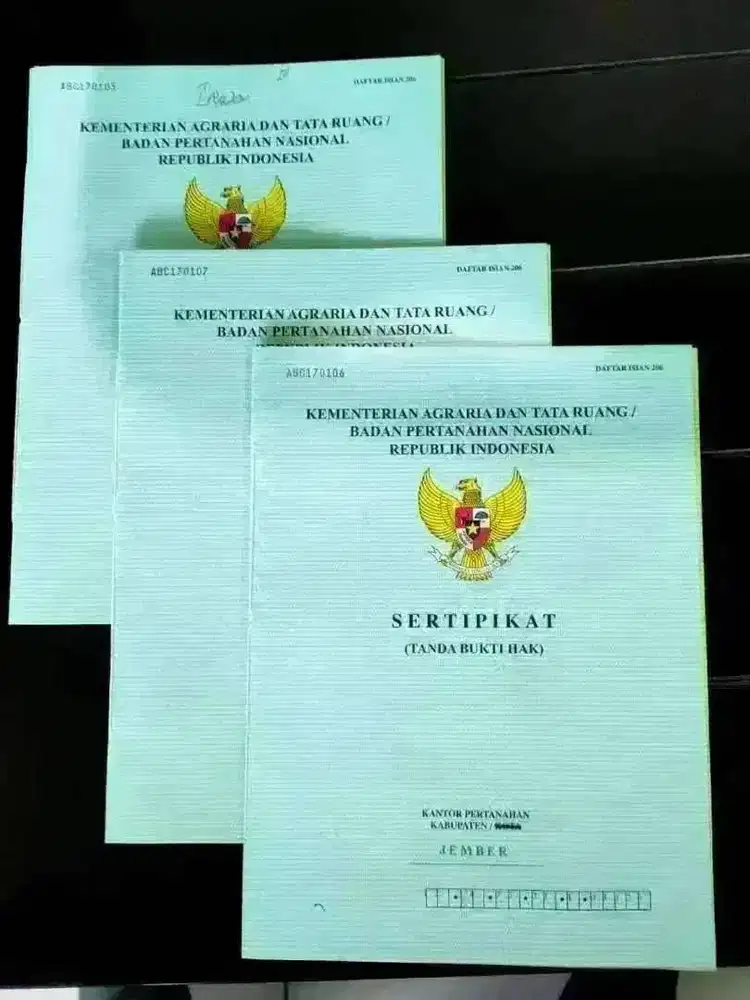 ABC170105
DAFTAR ISIAN 206
KEMENTERIAN AGRARIA DAN TATA RUANG /
BADAN PERTANAHAN NASIONAL
REPUBLIK INDONESIA
ABC170107
DAFTAR ISIAN 206
KEMENTERIAN AGRARIA DAN TATA RUANG /
BADAN PERTANAHAN NASIONAL
REPUBLIK INDONESIA
ABC170106
DAFTAR ISIAN 206
KEMENTERIAN AGRARIA DAN TATA RUANG /
BADAN PERTANAHAN NASIONAL
REPUBLIK INDONESIA
SERTIPIKAT
(TANDA BUKTI HAK)
KANTOR PERTANAHAN
KABUPATEN /
JEMBER